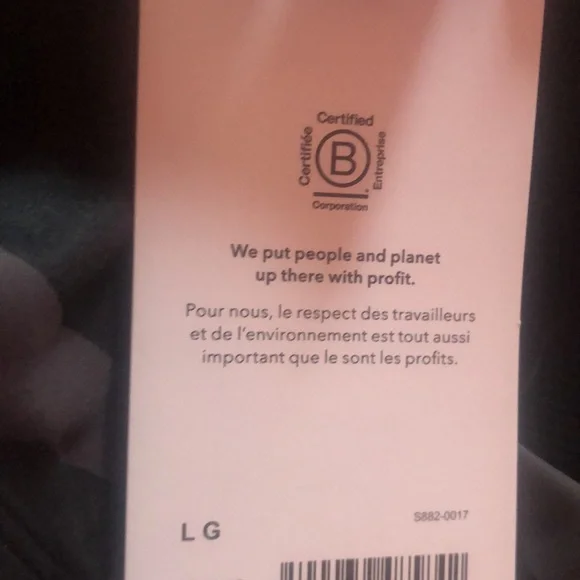 Certified
Certifiée
B
Entreprise
Corporation
We put people and planet
up there with profit.
Pour nous, le respect des travailleurs
et de l'environnement est tout aussi
important que le sont les profits.
S882-0017
L G